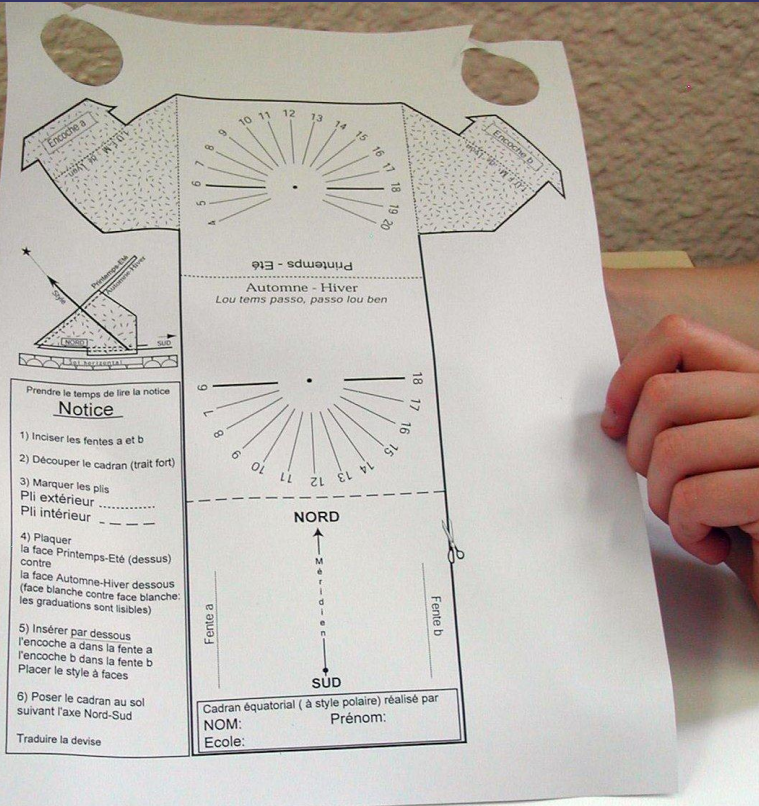 Encoche a
I.U.F.M. de Lyon
10 11 12 13 14 15 16 17 18 19 20
9
8
7
6
5
4
Encoche b
I.U.F.M. de Lyon
Printemps - Eté
Automne - Hiver
Lou tems passo, passo lou ben
Printemps-Eté
Automne-Hiver
Style
NORD
SUD
Sol horizontal
6 7 8 9 10 11 12 13 14 15 16 17 18
Prendre le temps de lire la notice
Notice
1) Inciser les fentes a et b
2) Découper le cadran (trait fort)
3) Marquer les plis
Pli extérieur
Pli intérieur
4) Plaquer
la face Printemps-Eté (dessus)
contre
la face Automne-Hiver dessous
(face blanche contre face blanche:
les graduations sont lisibles)
5) Insérer par dessous
l'encoche a dans la fente a
l'encoche b dans la fente b
Placer le style à faces
6) Poser le cadran au sol
suivant l'axe Nord-Sud
Traduire la devise
NORD
Méridien
SUD
Fente a
Fente b
Cadran équatorial ( à style polaire) réalisé par
NOM: Prénom:
Ecole: